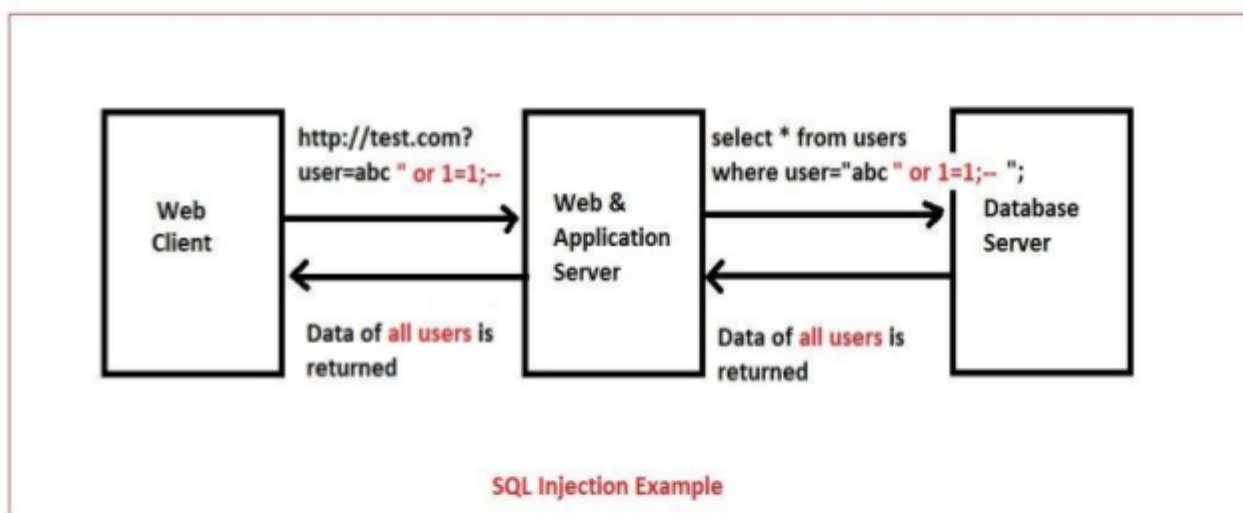 http://test.com?
user=abc " or 1=1;--
select * from users
where user="abc " or 1=1;-- ";
Web
Client
Web &
Application
Server
Database
Server
Data of all users is
returned
Data of all users is
returned
SQL Injection Example